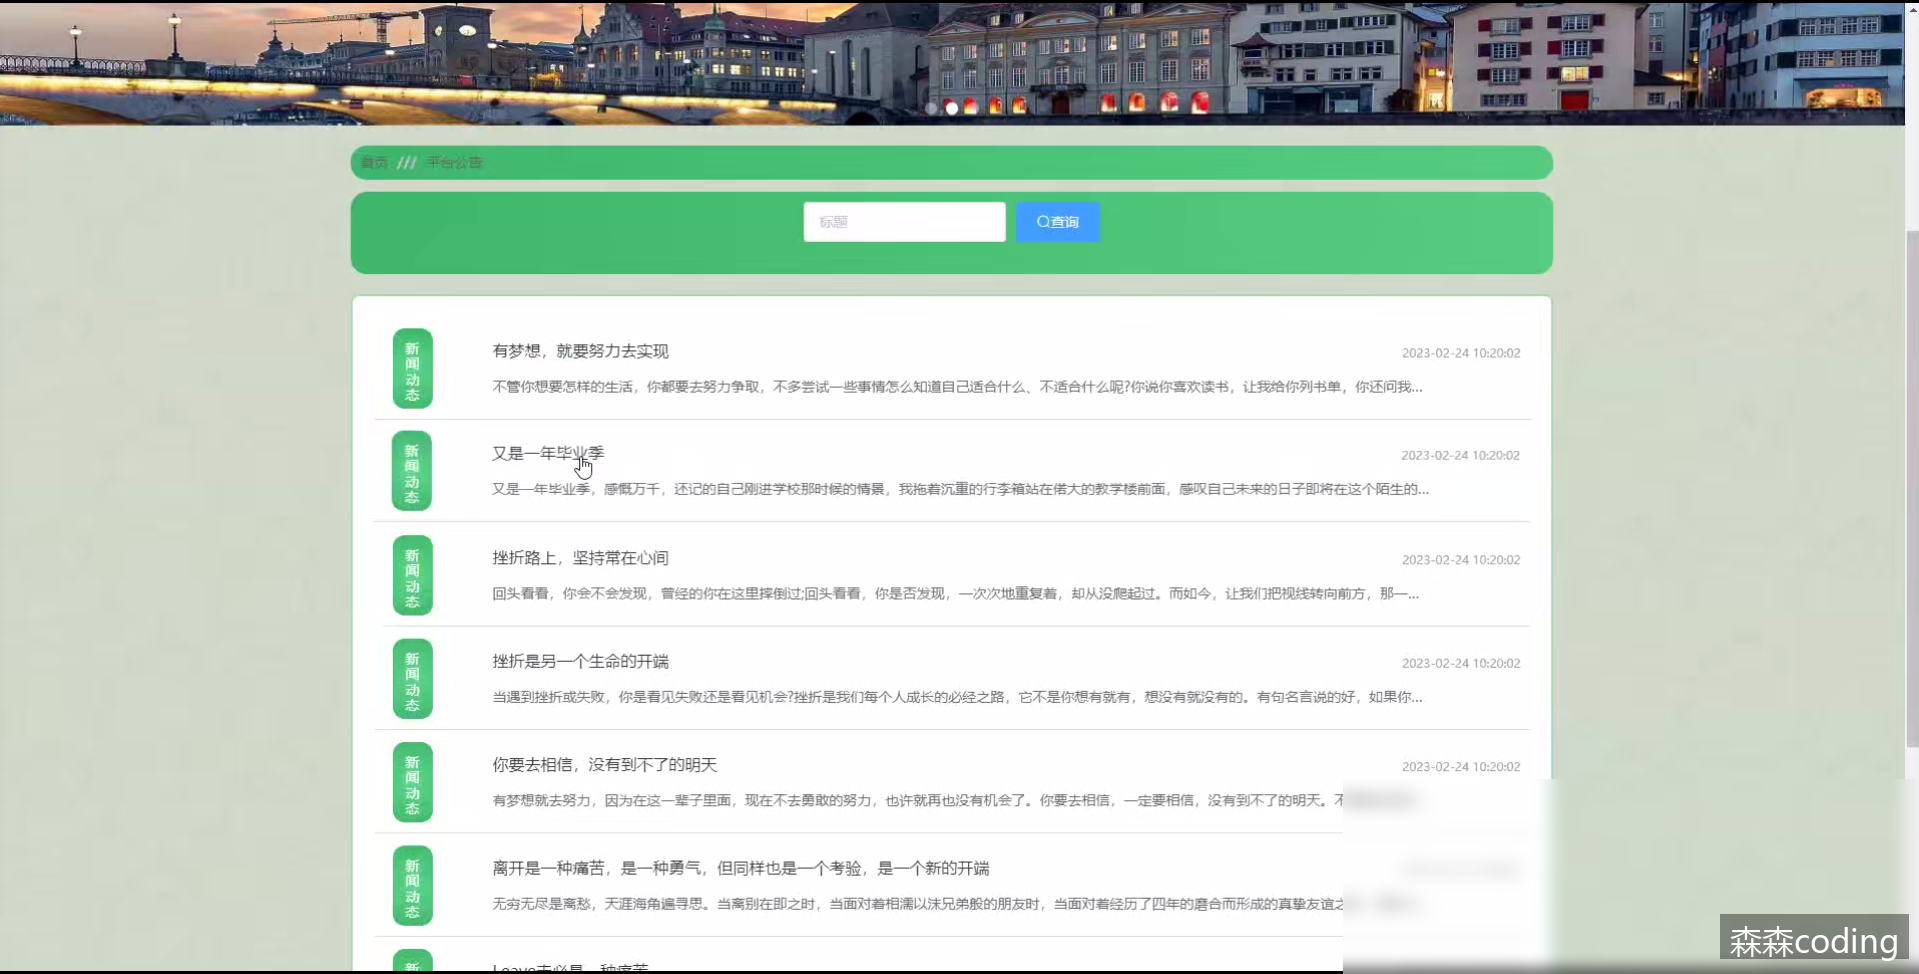 首页 /// 平台公告
标题 查询
新闻动态
有梦想，就要努力去实现 2023-02-24 10:20:02
不管你想要怎样的生活，你都要去努力争取，不多尝试一些事情怎么知道自己适合什么、不适合什么呢?你说你喜欢读书，让我给你列书单，你还问我...
新闻动态
又是一年毕业季 2023-02-24 10:20:02
又是一年毕业季，感慨万千，还记的自己刚进学校那时候的情景，我拖着沉重的行李箱站在偌大的教学楼前面，感叹自己未来的日子即将在这个陌生的...
新闻动态
挫折路上，坚持常在心间 2023-02-24 10:20:02
回头看看，你会不会发现，曾经的你在这里摔倒过;回头看看，你是否发现，一次次地重复着，却从没爬起过。而如今，让我们把视线转向前方，那一...
新闻动态
挫折是另一个生命的开端 2023-02-24 10:20:02
当遇到挫折或失败，你是看见失败还是看见机会?挫折是我们每个人成长的必经之路，它不是你想有就有，想没有就没有的。有句名言说的好，如果你...
新闻动态
你要去相信，没有到不了的明天 2023-02-24 10:20:02
有梦想就去努力，因为在这一辈子里面，现在不去勇敢的努力，也许就再也没有机会了。你要去相信，一定要相信，没有到不了的明天。不
新闻动态
离开是一种痛苦，是一种勇气，但同样也是一个考验，是一个新的开端
无穷无尽是离愁，天涯海角遍寻思。当离别在即之时，当面对着相濡以沫兄弟般的朋友时，当面对着经历了四年的磨合而形成的真挚友谊之
新
Leave未必是一种痛苦
森森coding